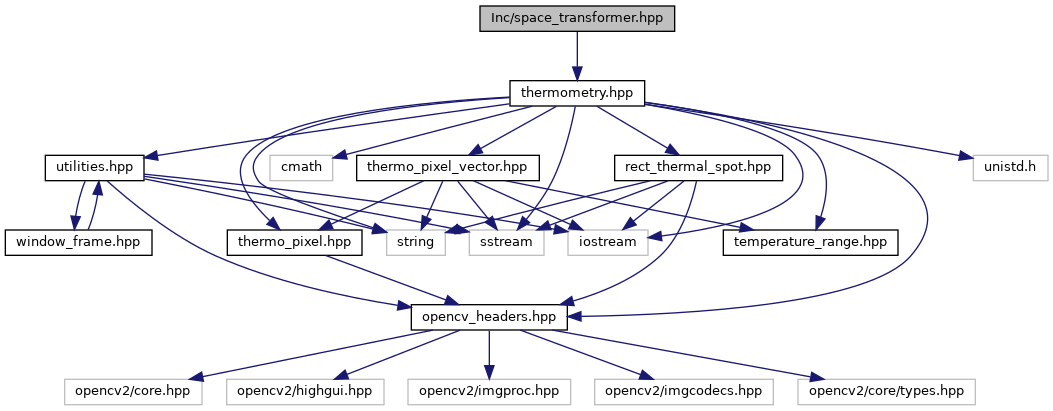 Inc/space_transformer.hpp
thermometry.hpp
utilities.hpp
cmath
thermo_pixel_vector.hpp
rect_thermal_spot.hpp
unistd.h
window_frame.hpp
thermo_pixel.hpp
string
sstream
iostream
temperature_range.hpp
opencv_headers.hpp
opencv2/core.hpp
opencv2/highgui.hpp
opencv2/imgproc.hpp
opencv2/imgcodecs.hpp
opencv2/core/types.hpp